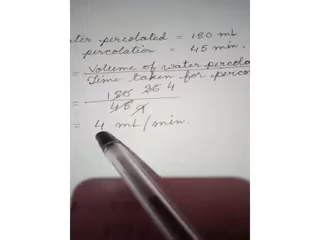 ater percolated = 180 mL
percolation = 45 min.
= Volume of water percola
Time taken for perco
= 180 36 4
45 9
= 4 mL/min.